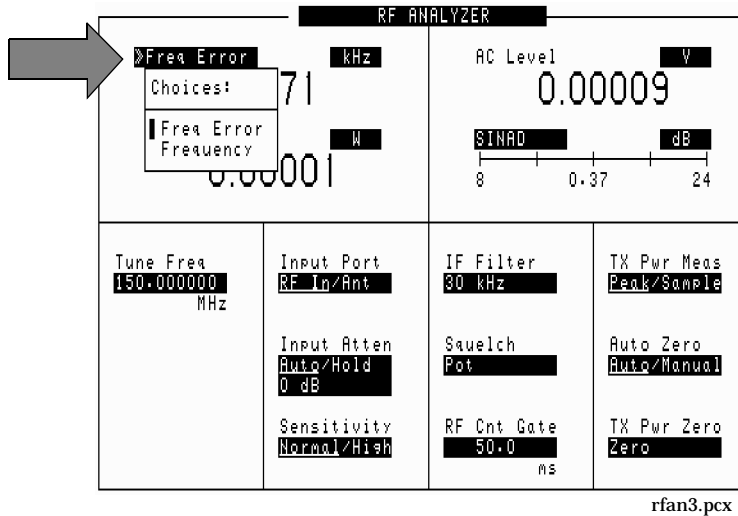 RF ANALYZER
Freq Error
kHz
Choices:
71
Freq Error
Frequency
W
0.00001
AC Level
V
0.00009
SINAD
dB
8 0.37 24
Tune Freq
150.000000
MHz
Input Port
RF In/Ant
Input Atten
Auto/Hold
0 dB
Sensitivity
Normal/High
IF Filter
30 kHz
Squelch
Pot
RF Cnt Gate
50.0
ms
TX Pwr Meas
Peak/Sample
Auto Zero
Auto/Manual
TX Pwr Zero
Zero
rfan3.pcx